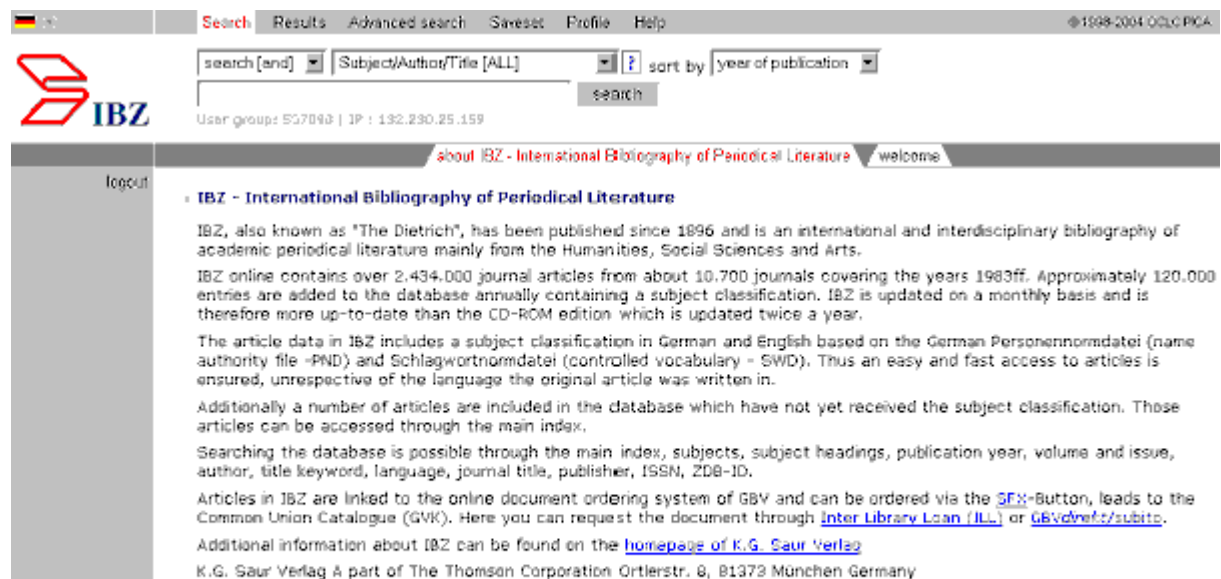 Search Results Advanced search Saveset Profile Help ©1998-2004 OCLC PICA
search [and] Subject/Author/Title [ALL] ? sort by year of publication
search
IBZ
User group: | IP : 132.230.25.159
about IBZ - International Bibliography of Periodical Literature welcome
logout
IBZ - International Bibliography of Periodical Literature
IBZ, also known as "The Dietrich", has been published since 1896 and is an international and interdisciplinary bibliography of
academic periodical literature mainly from the Humanities, Social Sciences and Arts.
IBZ online contains over 2.434.000 journal articles from about 10.700 journals covering the years 1983ff. Approximately 120.000
entries are added to the database annually containing a subject classification. IBZ is updated on a monthly basis and is
therefore more up-to-date than the CD-ROM edition which is updated twice a year.
The article data in IBZ includes a subject classification in German and English based on the German Personennormdatei (name
authority file -PND) and Schlagwortnormdatei (controlled vocabulary - SWD). Thus an easy and fast access to articles is
ensured, unrespective of the language the original article was written in.
Additionally a number of articles are included in the database which have not yet received the subject classification. Those
articles can be accessed through the main index.
Searching the database is possible through the main index, subjects, subject headings, publication year, volume and issue,
author, title keyword, language, journal title, publisher, ISSN, ZDB-ID.
Articles in IBZ are linked to the online document ordering system of GBV and can be ordered via the SFX-Button, leads to the
Common Union Catalogue (GVK). Here you can request the document through Inter Library Loan (ILL) or GBVdirekt/subito.
Additional information about IBZ can be found on the homepage of K.G. Saur Verlag
K.G. Saur Verlag A part of The Thomson Corporation Ortlerstr. 8, 81373 München Germany